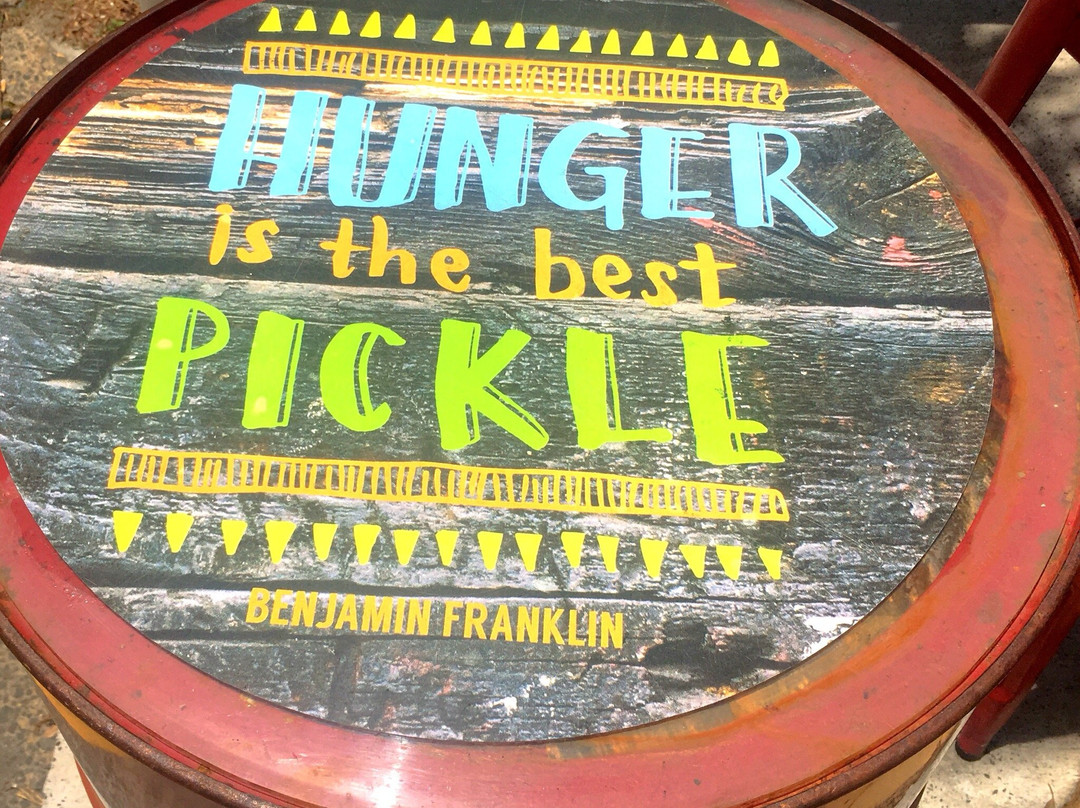 HUNGER
is the best
PICKLE
BENJAMIN FRANKLIN